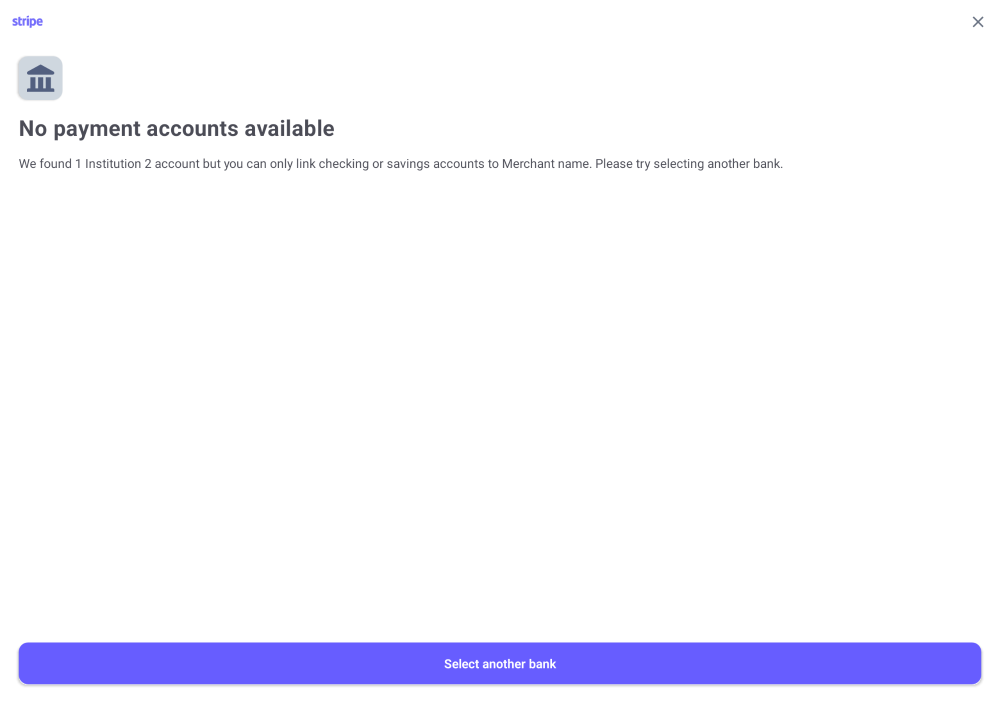 stripe
No payment accounts available
We found 1 Institution 2 account but you can only link checking or savings accounts to Merchant name. Please try selecting another bank.
Select another bank